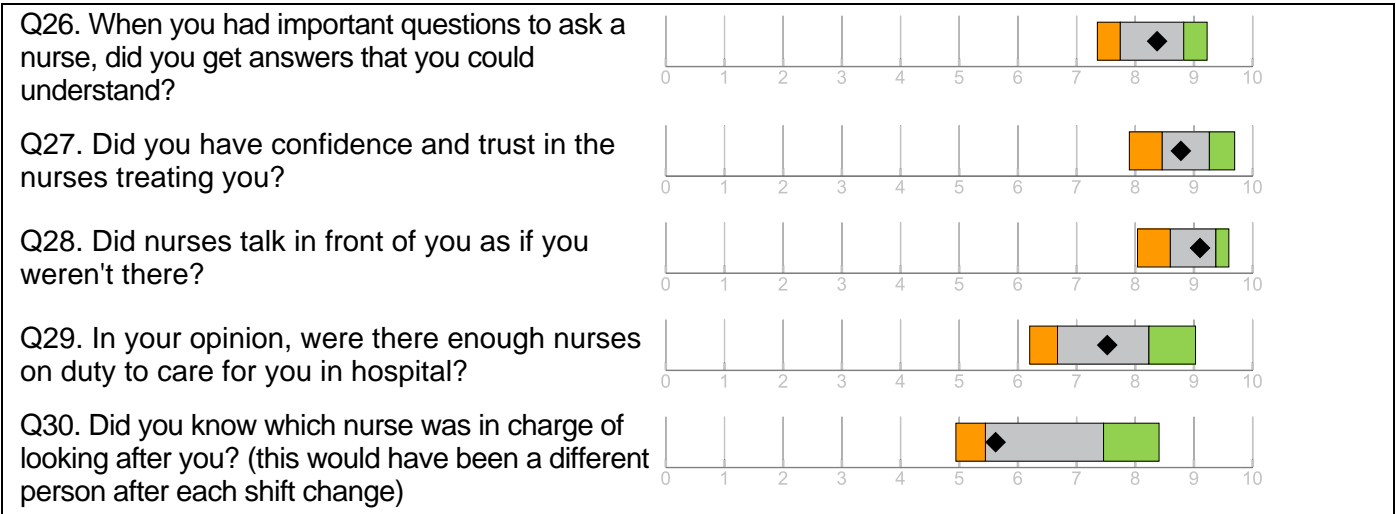 Q26. When you had important questions to ask a
nurse, did you get answers that you could
understand?
0 1 2 3 4 5 6 7 8 9 10
Q27. Did you have confidence and trust in the
nurses treating you?
0 1 2 3 4 5 6 7 8 9 10
Q28. Did nurses talk in front of you as if you
weren't there?
0 1 2 3 4 5 6 7 8 9 10
Q29. In your opinion, were there enough nurses
on duty to care for you in hospital?
0 1 2 3 4 5 6 7 8 9 10
Q30. Did you know which nurse was in charge of
looking after you? (this would have been a different
person after each shift change)
0 1 2 3 4 5 6 7 8 9 10